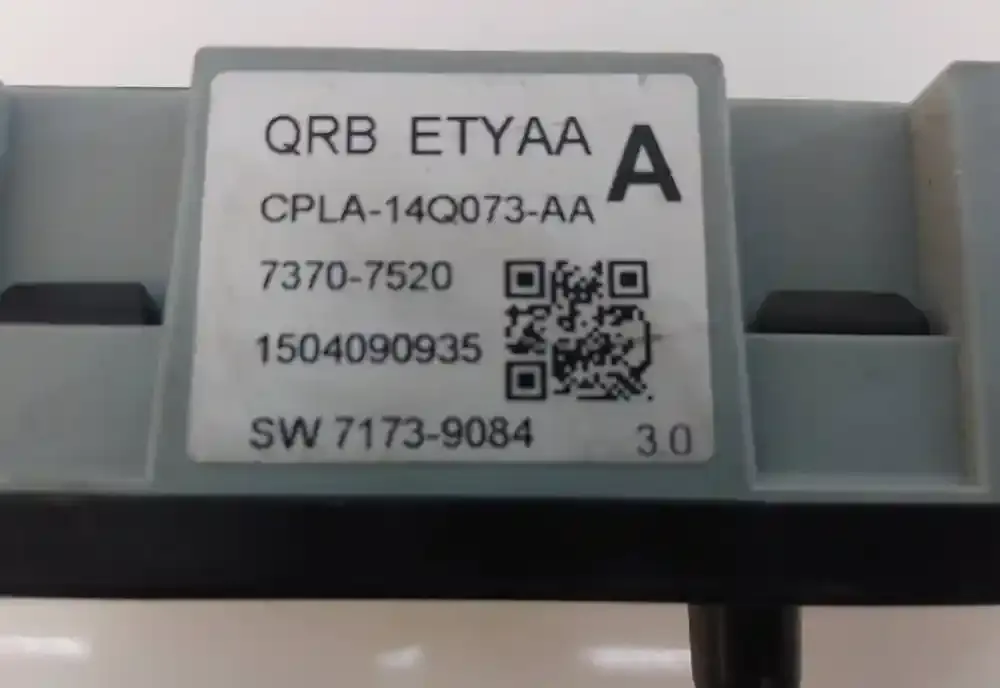 QRB ETYAA A
CPLA-14Q073-AA
7370-7520
1504090935
SW 7173-9084 3.0